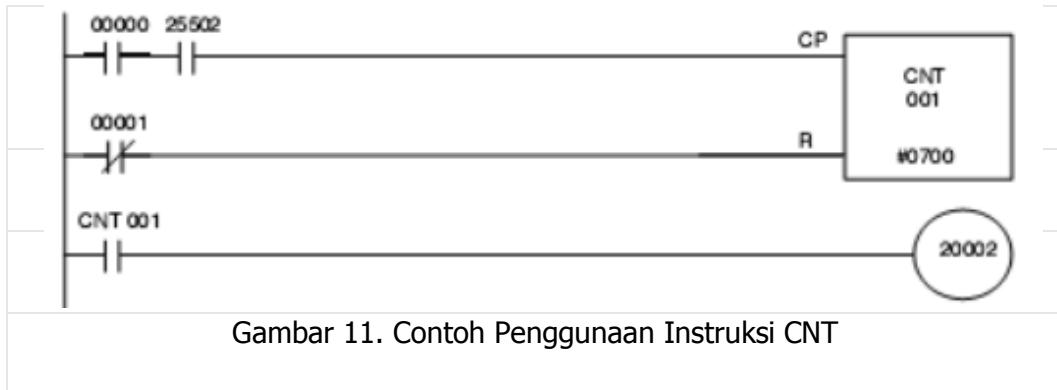 00000 25502
CP
CNT
001
00001
R
#0700
CNT 001
20002
Gambar 11. Contoh Penggunaan Instruksi CNT